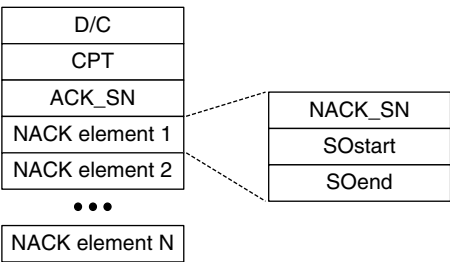 D/C
CPT
ACK_SN
NACK element 1
NACK element 2
•••
NACK element N
NACK_SN
SOstart
SOend